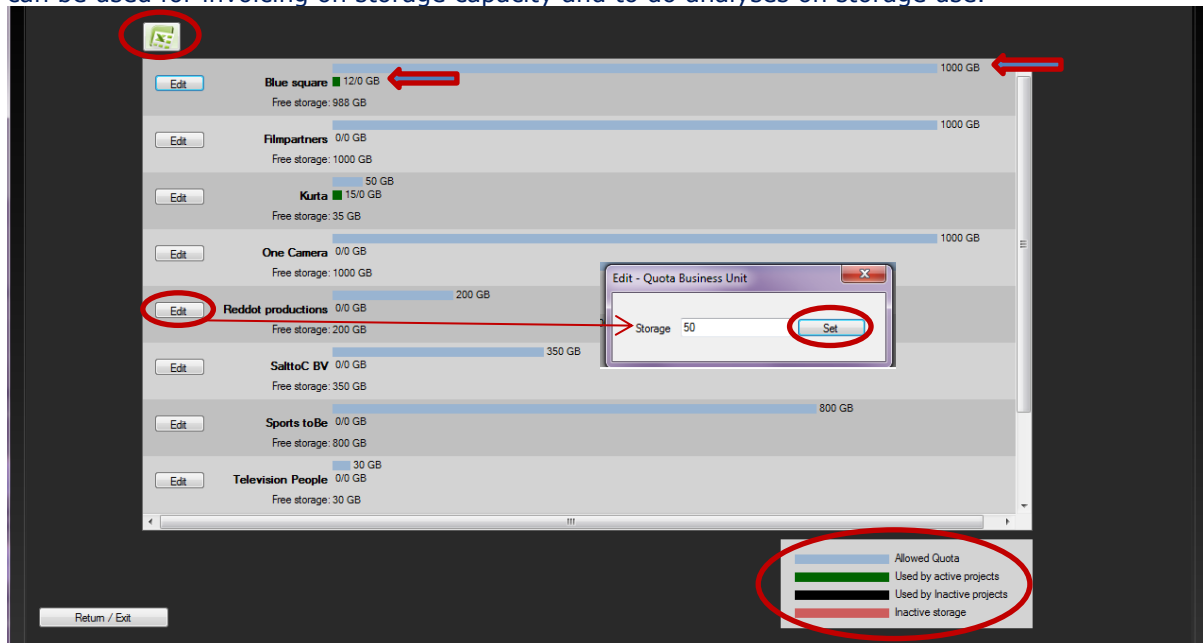 can be used for invoicing on storage capacity and to do analyses on storage use.
1000 GB
Edit Blue square 12/0 GB
Free storage: 988 GB
1000 GB
Edit Filmpartners 0/0 GB
Free storage: 1000 GB
50 GB
Edit Kurta 15/0 GB
Free storage: 35 GB
1000 GB
Edit One Camera 0/0 GB
Free storage: 1000 GB
Edit - Quota Business Unit
200 GB
Edit Reddot productions 0/0 GB
Free storage: 200 GB
Storage 50 Set
350 GB
Edit SalttoC BV 0/0 GB
Free storage: 350 GB
800 GB
Edit Sports toBe 0/0 GB
Free storage: 800 GB
30 GB
Edit Television People 0/0 GB
Free storage: 30 GB
Allowed Quota
Used by active projects
Used by Inactive projects
Inactive storage
Return / Exit